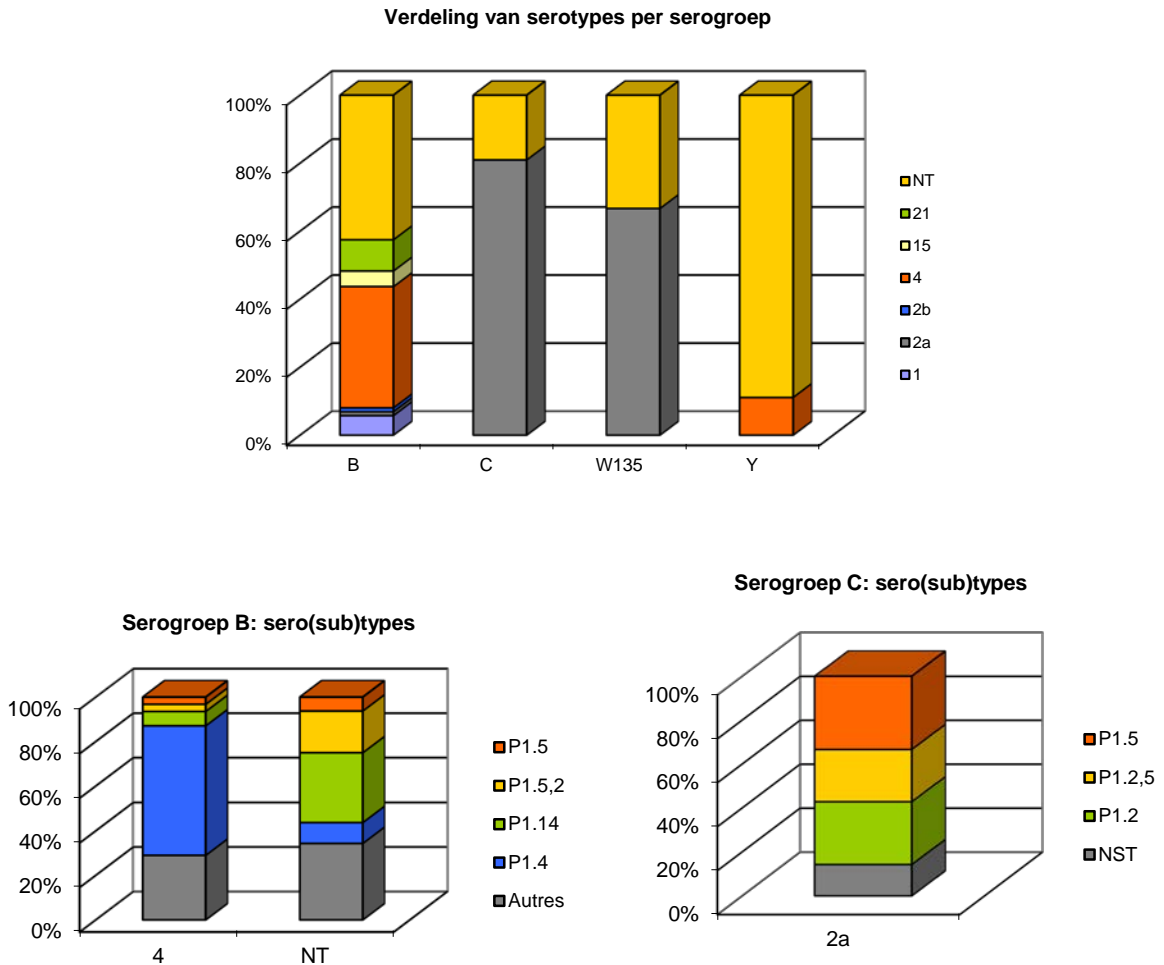 Verdeling van serotypes per serogroep
100%
80%
60%
40%
20%
0%
B C W135 Y
NT
21
15
4
2b
2a
1
Serogroep B: sero(sub)types
100%
80%
60%
40%
20%
0%
4 NT
P1.5
P1.5,2
P1.14
P1.4
Autres
Serogroep C: sero(sub)types
100%
80%
60%
40%
20%
0%
2a
P1.5
P1.2,5
P1.2
NST